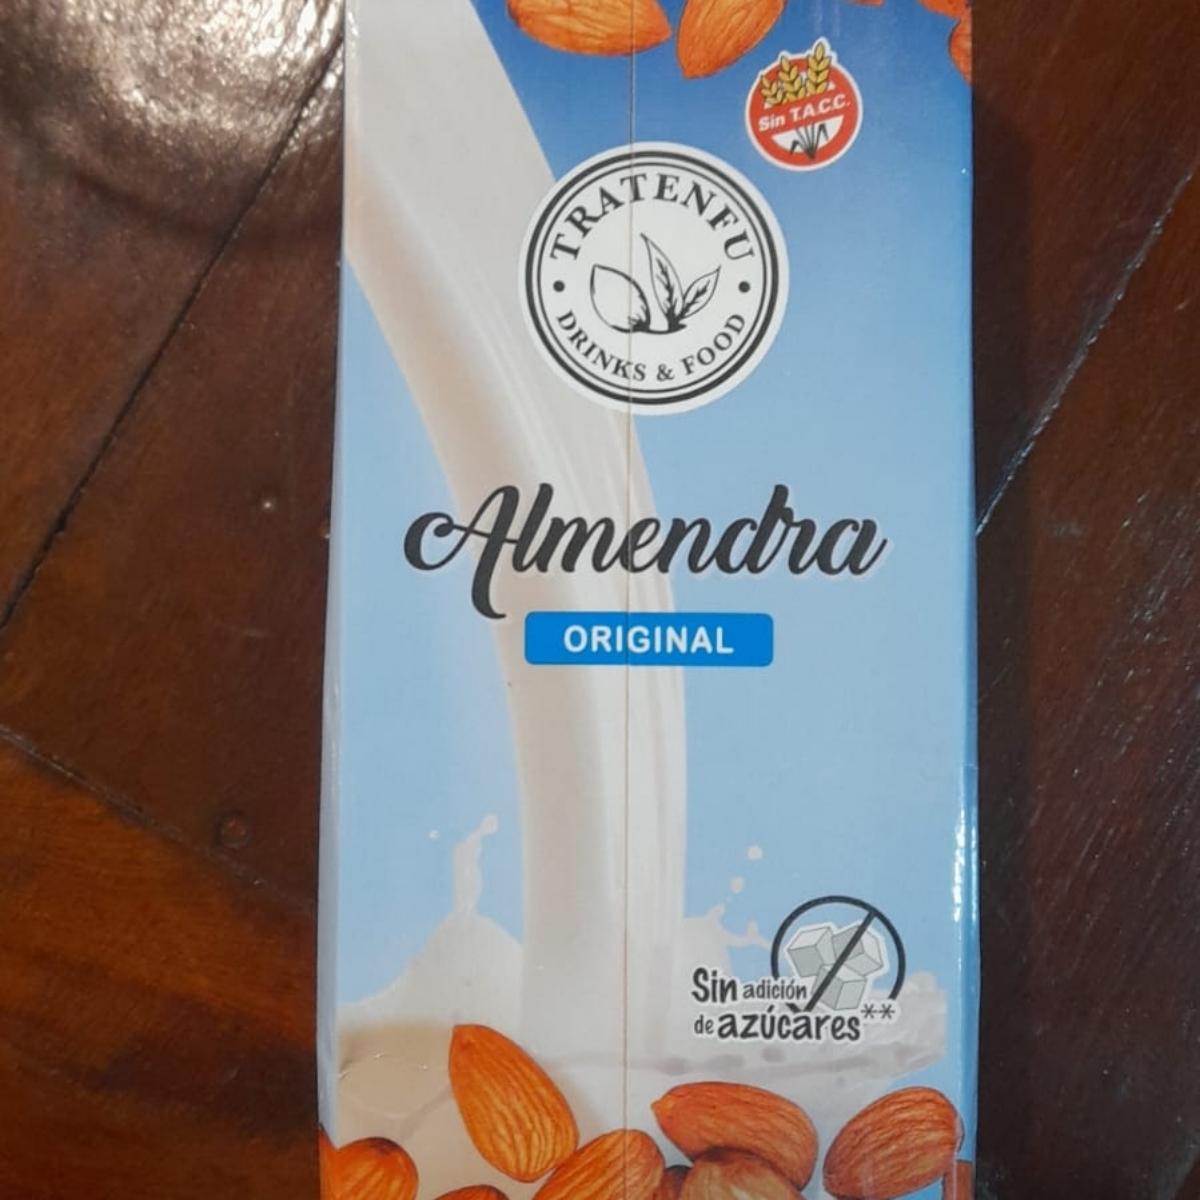 Sin T.A.C.C.
TRATENFU
DRINKS & FOOD
Almendra
ORIGINAL
Sin adición
de azúcares**